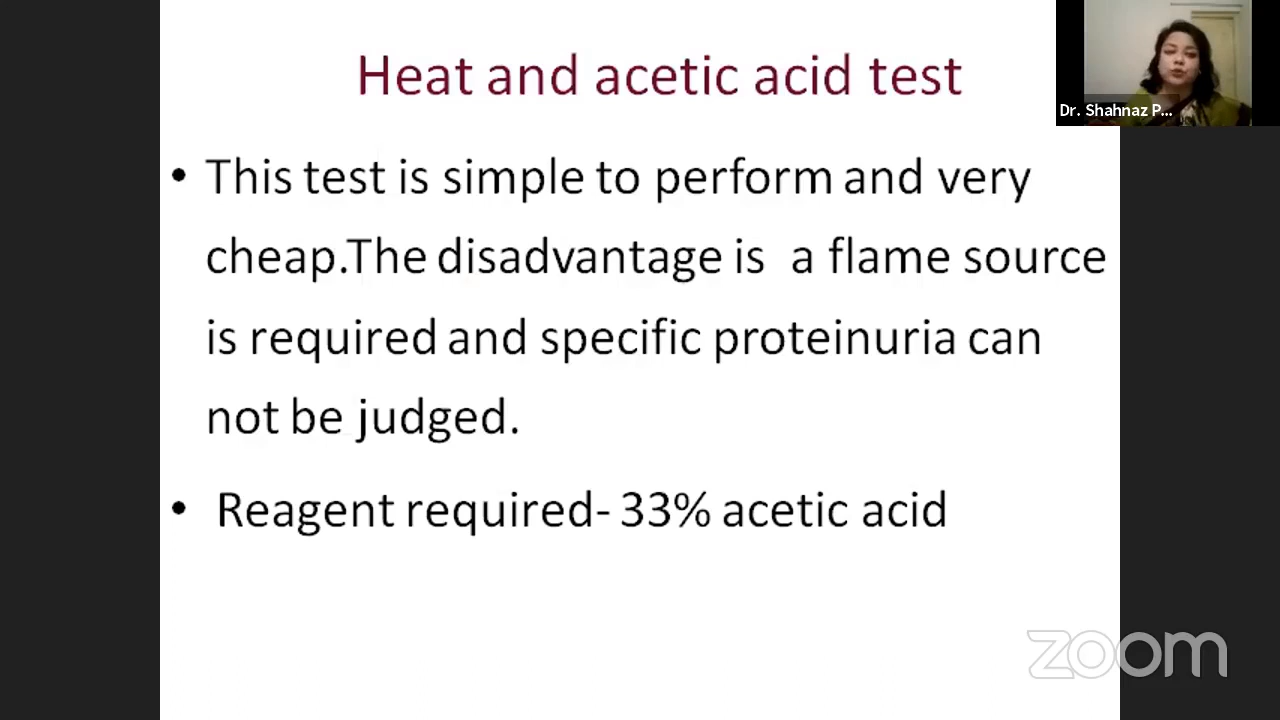 Heat and acetic acid test
Dr. Shahnaz P...
• This test is simple to perform and very
cheap.The disadvantage is a flame source
is required and specific proteinuria can
not be judged.
• Reagent required- 33% acetic acid
zoom